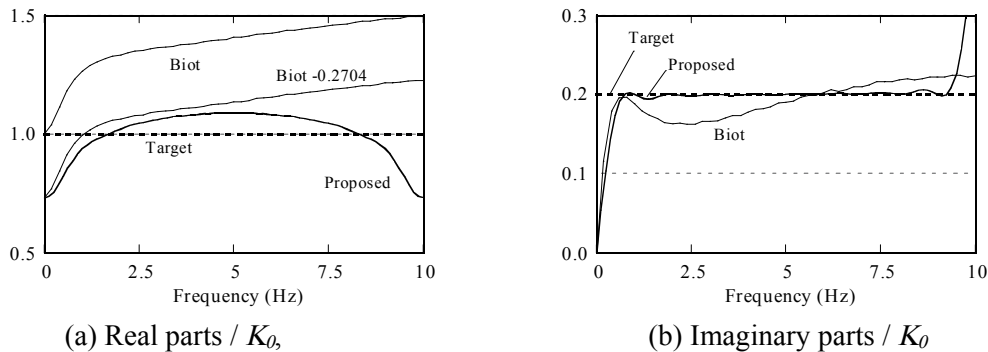 1.5
1.0
0.5
Biot
Biot -0.2704
Target
Proposed
0 2.5 5 7.5 10
Frequency (Hz)
(a) Real parts / K₀,
0.3
0.2
0.1
0.0
Target
Proposed
Biot
0 2.5 5 7.5 10
Frequency (Hz)
(b) Imaginary parts / K₀